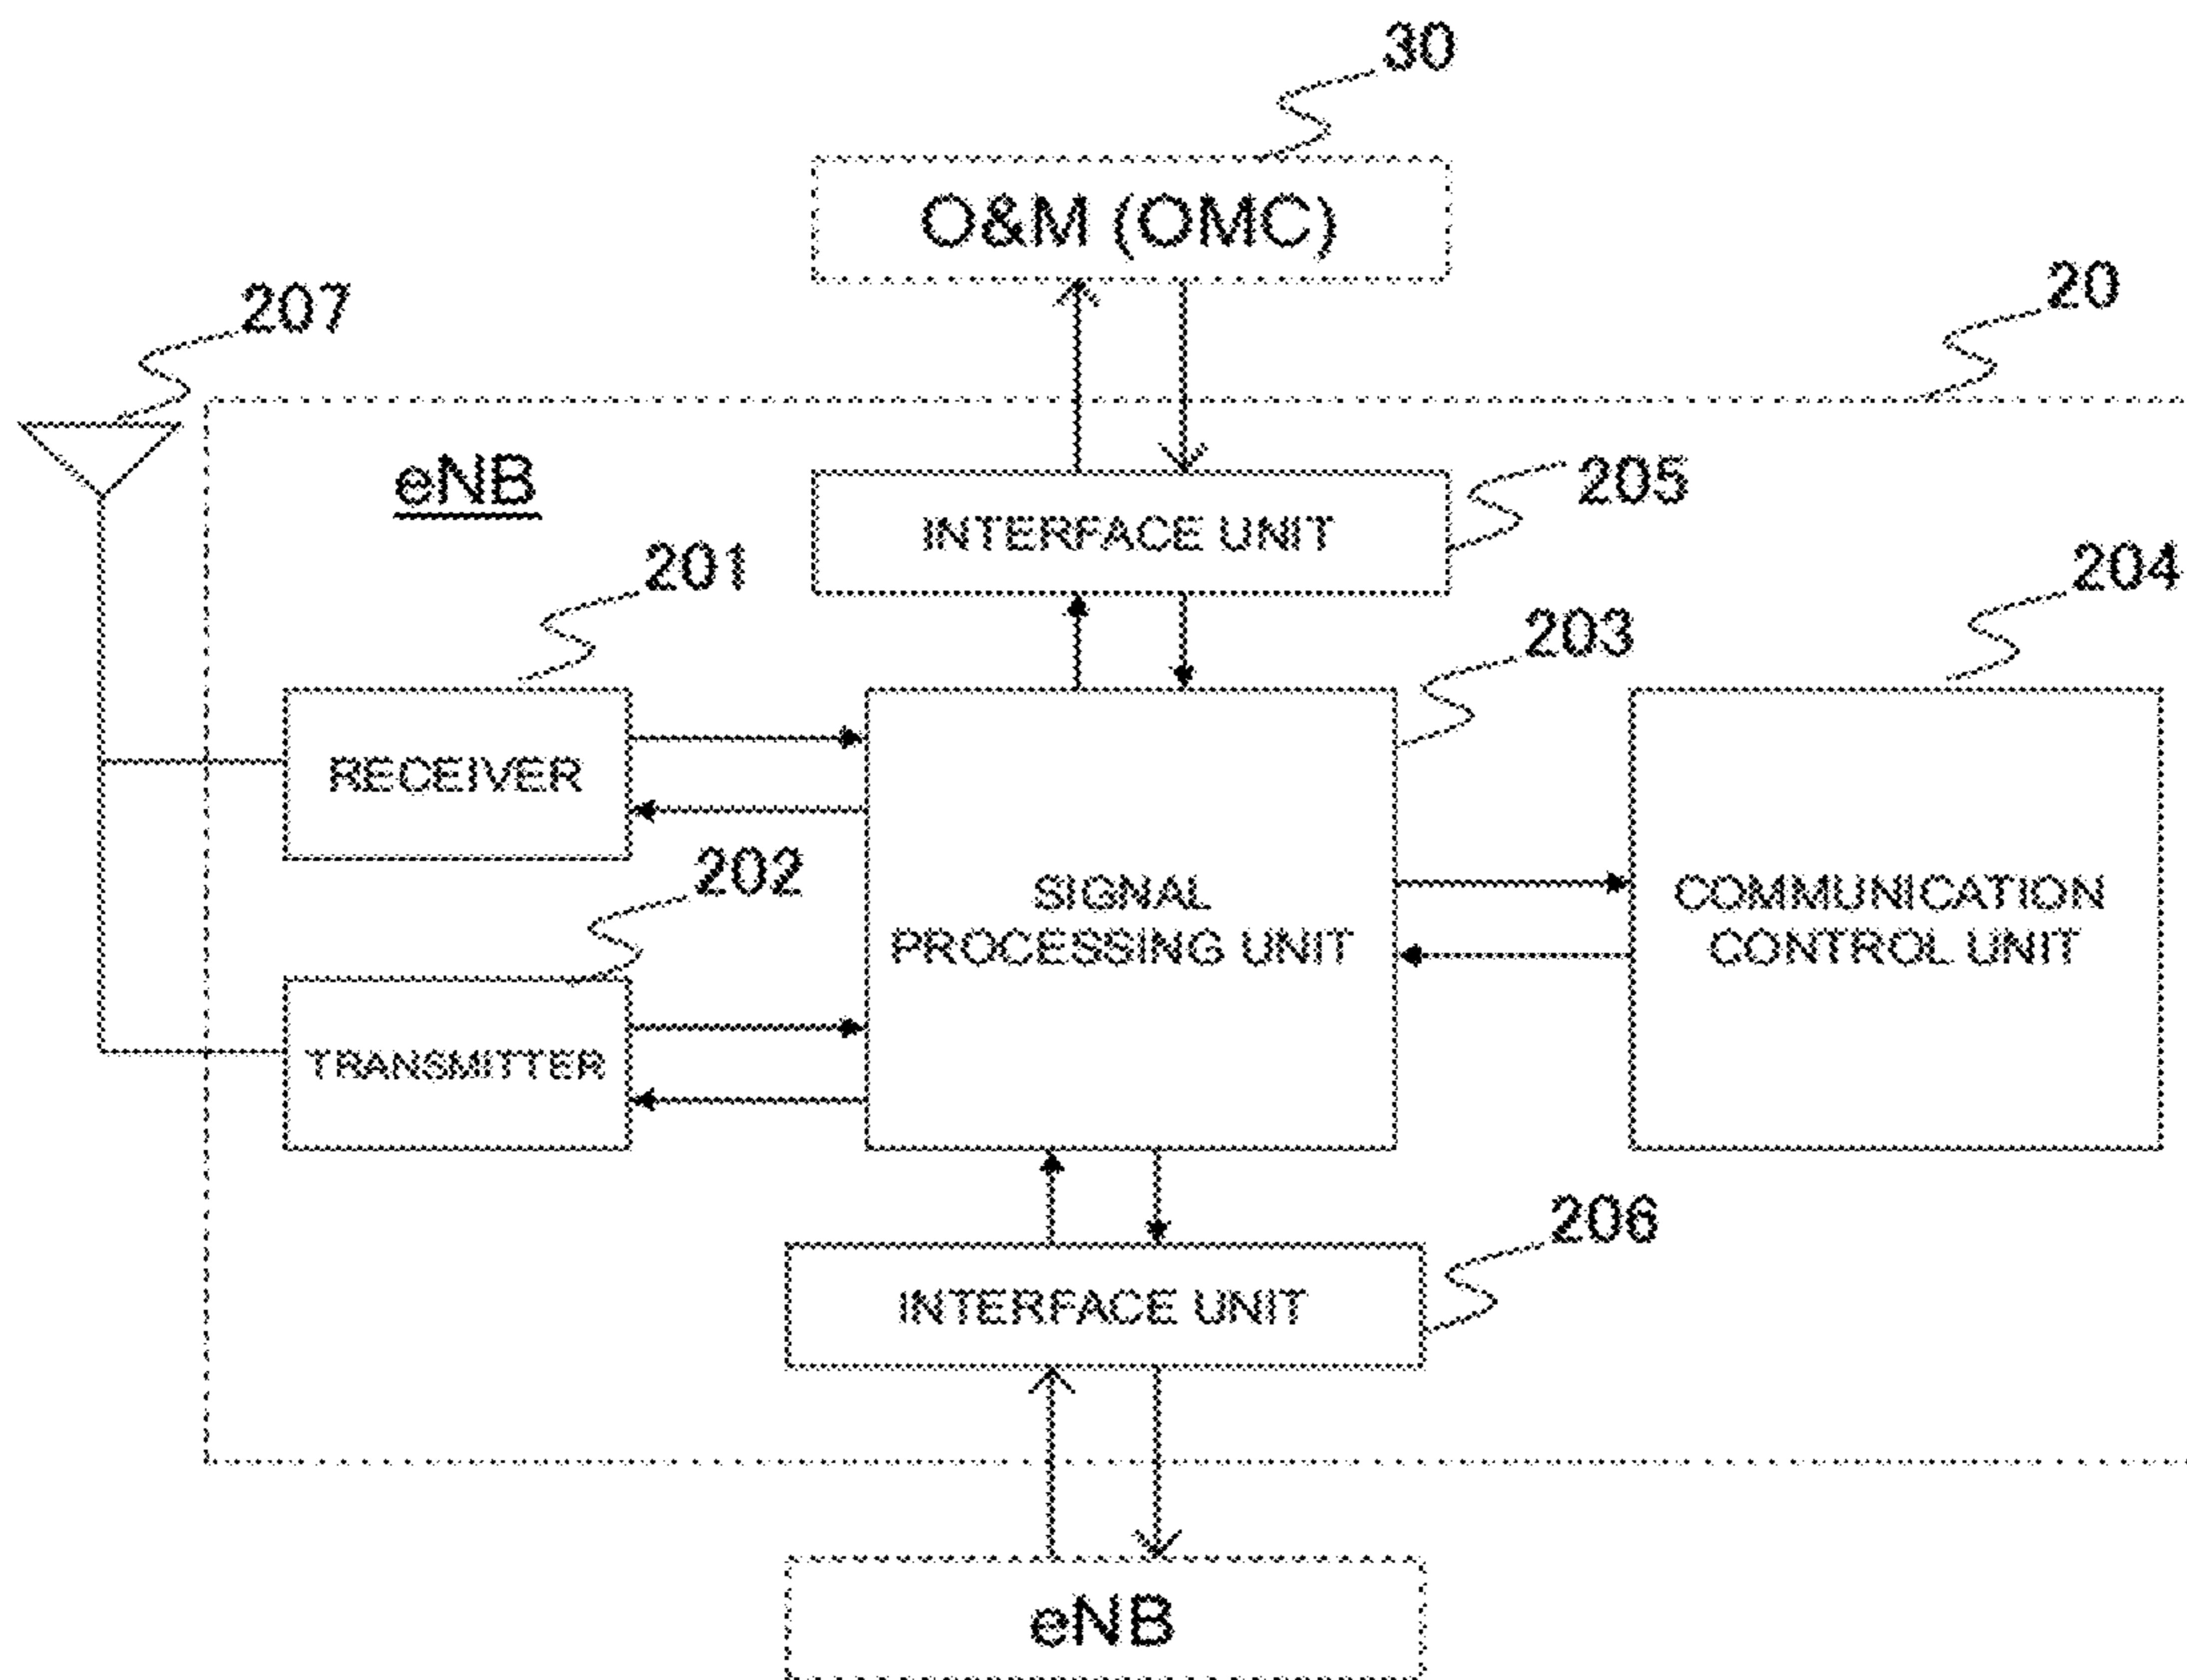 30
O&M (OMC)
20
207
eNB
205
INTERFACE UNIT
201
204
203
RECEIVER
202
SIGNAL
PROCESSING UNIT
COMMUNICATION
CONTROL UNIT
TRANSMITTER
206
INTERFACE UNIT
eNB